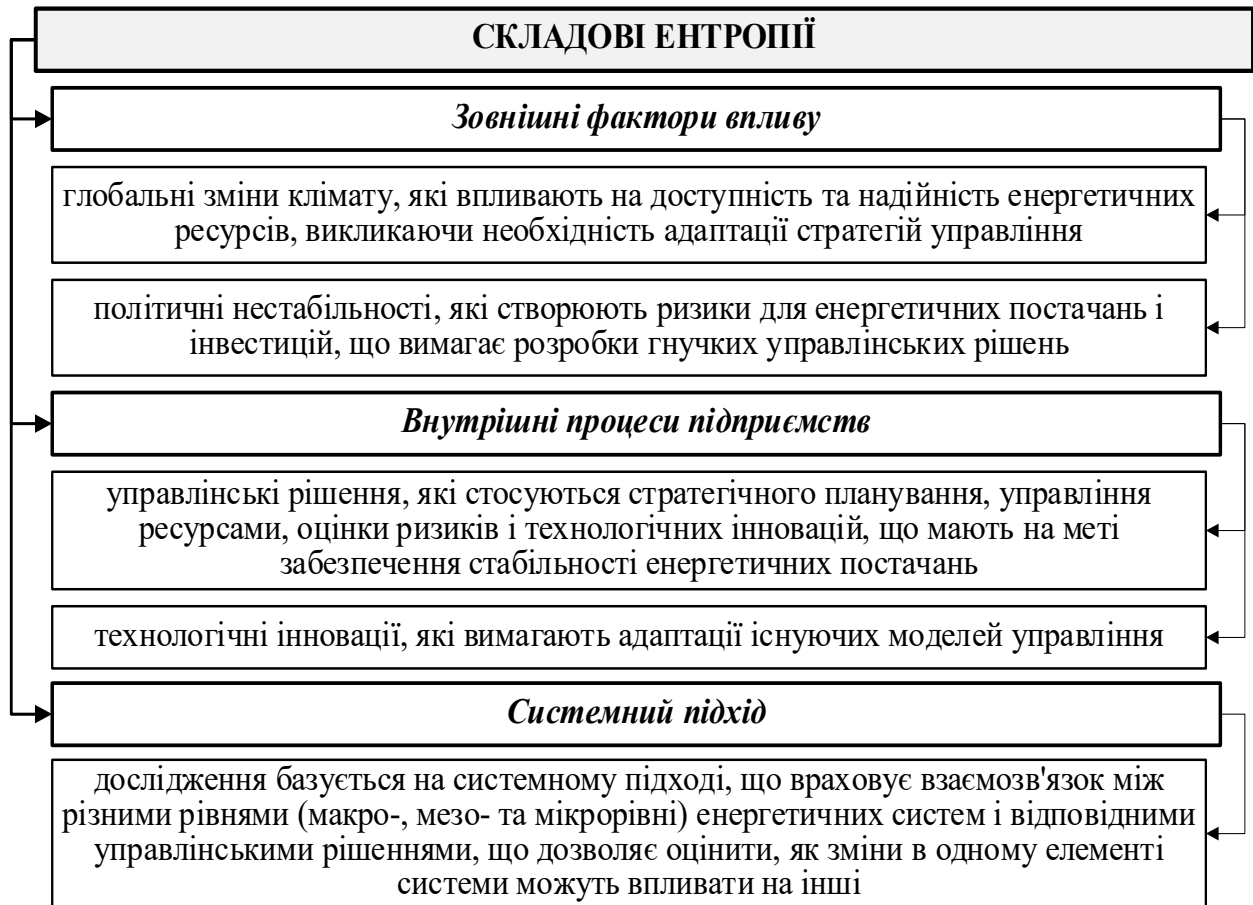 СКЛАДОВІ ЕНТРОПІЇ
Зовнішні фактори впливу
глобальні зміни клімату, які впливають на доступність та надійність енергетичних
ресурсів, викликаючи необхідність адаптації стратегій управління
політичні нестабільності, які створюють ризики для енергетичних постачань і
інвестицій, що вимагає розробки гнучких управлінських рішень
Внутрішні процеси підприємств
управлінські рішення, які стосуються стратегічного планування, управління
ресурсами, оцінки ризиків і технологічних інновацій, що мають на меті
забезпечення стабільності енергетичних постачань
технологічні інновації, які вимагають адаптації існуючих моделей управління
Системний підхід
дослідження базується на системному підході, що враховує взаємозв'язок між
різними рівнями (макро-, мезо- та мікрорівні) енергетичних систем і відповідними
управлінськими рішеннями, що дозволяє оцінити, як зміни в одному елементі
системи можуть впливати на інші